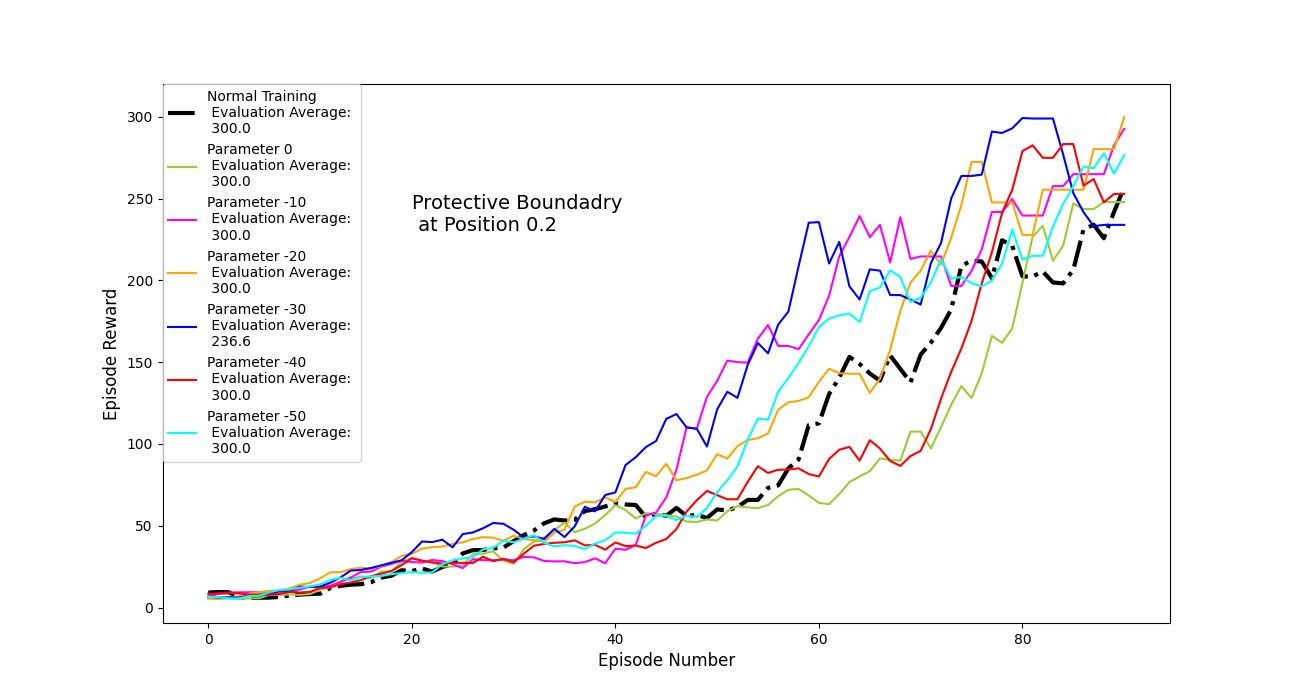 Normal Training
Evaluation Average:
300.0
Parameter 0
Evaluation Average:
300.0
Parameter -10
Evaluation Average:
300.0
Parameter -20
Evaluation Average:
300.0
Parameter -30
Evaluation Average:
236.6
Parameter -40
Evaluation Average:
300.0
Parameter -50
Evaluation Average:
300.0
Protective Boundadry
at Position 0.2
Episode Reward
300
250
200
150
100
50
0
0 20 40 60 80
Episode Number